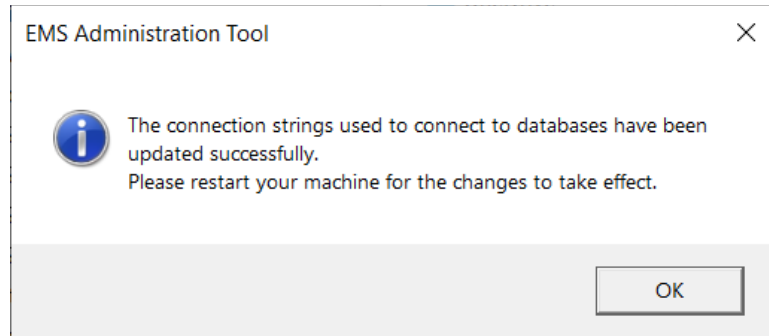 EMS Administration Tool
The connection strings used to connect to databases have been
updated successfully.
Please restart your machine for the changes to take effect.
OK